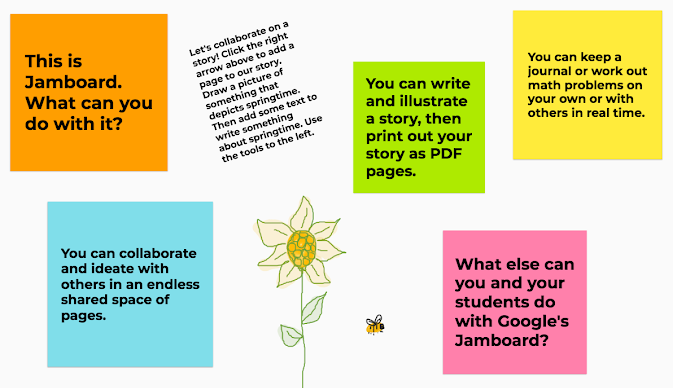 This is
Jamboard.
What can you
do with it?
Let's collaborate on a
story! Click the right
arrow above to add a
page to our story.
Draw a picture of
something that
depicts springtime.
Then add some text to
write something
about springtime. Use
the tools to the left.
You can write
and illustrate
a story, then
print out your
story as PDF
pages.
You can keep a
journal or work out
math problems on
your own or with
others in real time.
You can collaborate
and ideate with
others in an endless
shared space of
pages.
What else can
you and your
students do
with Google's
Jamboard?